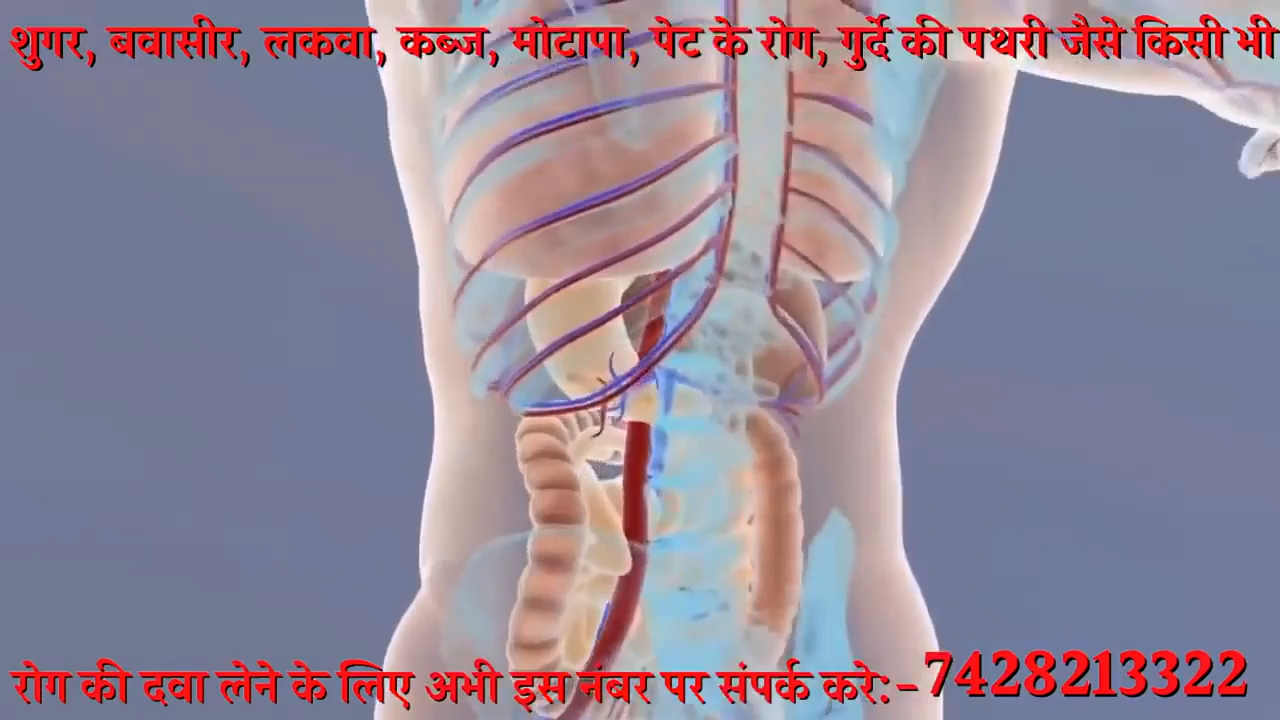 शुगर, बवासीर, लकवा, कब्ज, मोटापा, पेट के रोग, गुर्दे की पथरी जैसे किसी भी
रोग की दवा लेने के लिए अभी इस नंबर पर संपर्क करे:-7428213322